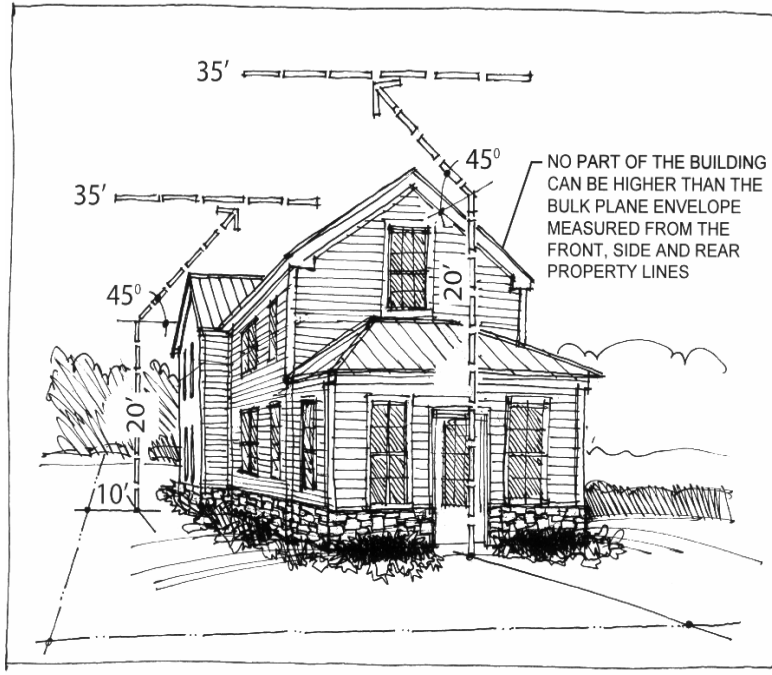 35′
45⁰
NO PART OF THE BUILDING
CAN BE HIGHER THAN THE
BULK PLANE ENVELOPE
MEASURED FROM THE
FRONT, SIDE AND REAR
PROPERTY LINES
35′
20′
45⁰
20′
10′